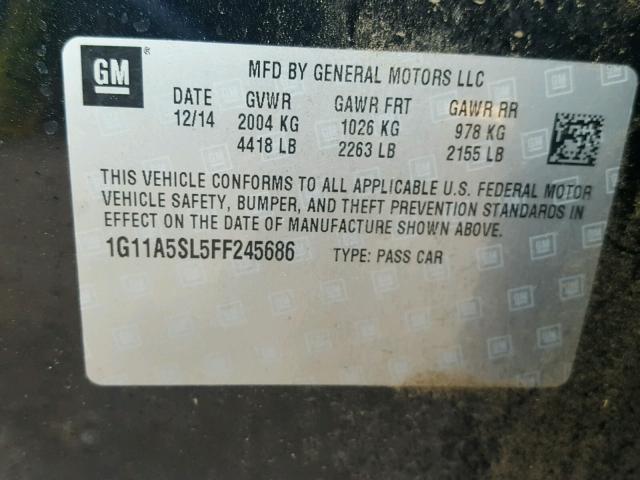 GM ® MFD BY GENERAL MOTORS LLC
DATE GVWR GAWR FRT GAWR RR
12/14 2004 KG 1026 KG 978 KG
4418 LB 2263 LB 2155 LB
THIS VEHICLE CONFORMS TO ALL APPLICABLE U.S. FEDERAL MOTOR
VEHICLE SAFETY, BUMPER, AND THEFT PREVENTION STANDARDS IN
EFFECT ON THE DATE OF MANUFACTURE SHOWN ABOVE.
1G11A5SL5FF245686 TYPE: PASS CAR